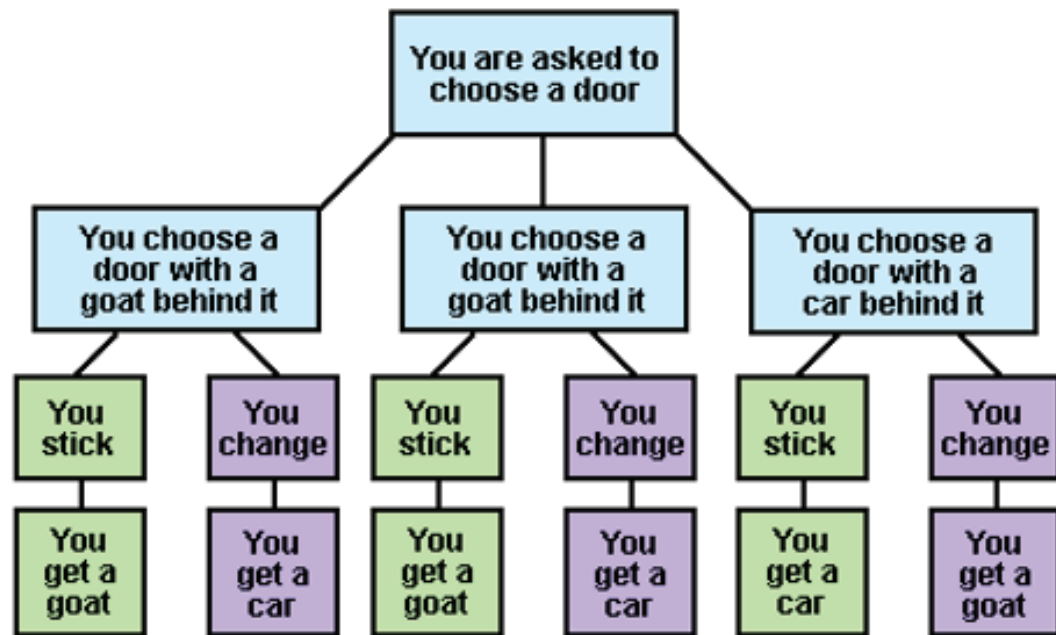 You are asked to
choose a door
You choose a
door with a
goat behind it
You choose a
door with a
goat behind it
You choose a
door with a
car behind it
You
stick
You
change
You
stick
You
change
You
stick
You
change
You
get a
goat
You
get a
car
You
get a
goat
You
get a
car
You
get a
car
You
get a
goat